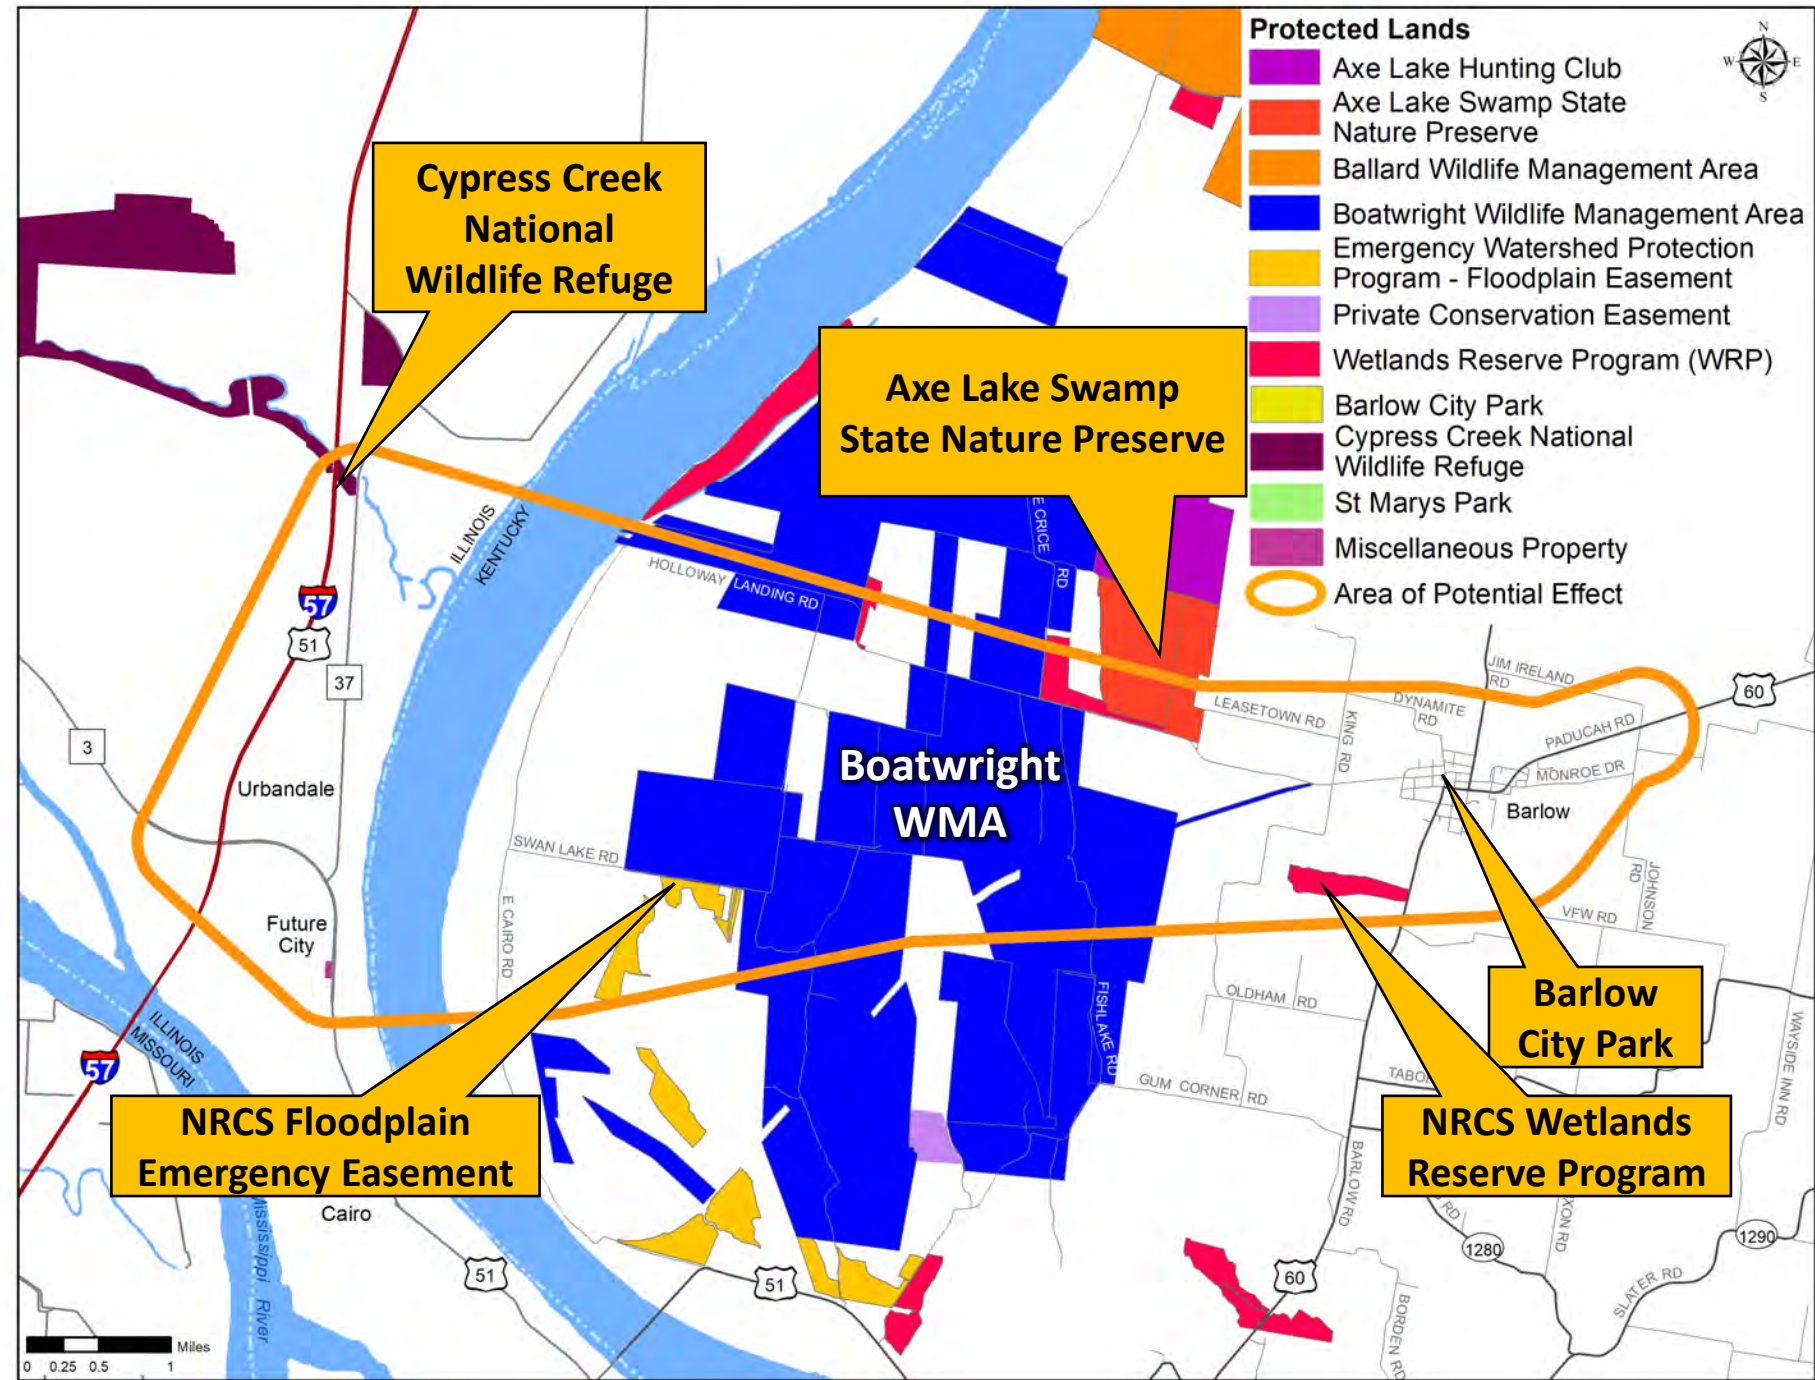 Protected Lands
Axe Lake Hunting Club
Axe Lake Swamp State
Nature Preserve
Ballard Wildlife Management Area
Boatwright Wildlife Management Area
Emergency Watershed Protection
Program - Floodplain Easement
Private Conservation Easement
Wetlands Reserve Program (WRP)
Barlow City Park
Cypress Creek National
Wildlife Refuge
St Marys Park
Miscellaneous Property
Area of Potential Effect
N
W
E
S
Cypress Creek
National
Wildlife Refuge
Axe Lake Swamp
State Nature Preserve
ILLINOIS
KENTUCKY
HOLLOWAY LANDING RD
E CRICE
RD
57
51
37
3
Urbandale
JIM IRELAND
RD
60
DYNAMITE
RD
LEASETOWN RD
KING RD
PADUCAH RD
MONROE DR
Barlow
Boatwright
WMA
SWAN LAKE RD
E CAIRO RD
Future
City
JOHNSON
RD
VFW RD
OLDHAM RD
FISHLAKE RD
Barlow
City Park
WAYSIDE INN RD
ILLINOIS
MISSOURI
57
GUM CORNER RD
TABO
NRCS Floodplain
Emergency Easement
NRCS Wetlands
Reserve Program
BARLOW RD
Cairo
Mississippi River
RD
XON RD
1280
1290
51
51
60
SLATER RD
BORDEN RD
Miles
0 0.25 0.5 1